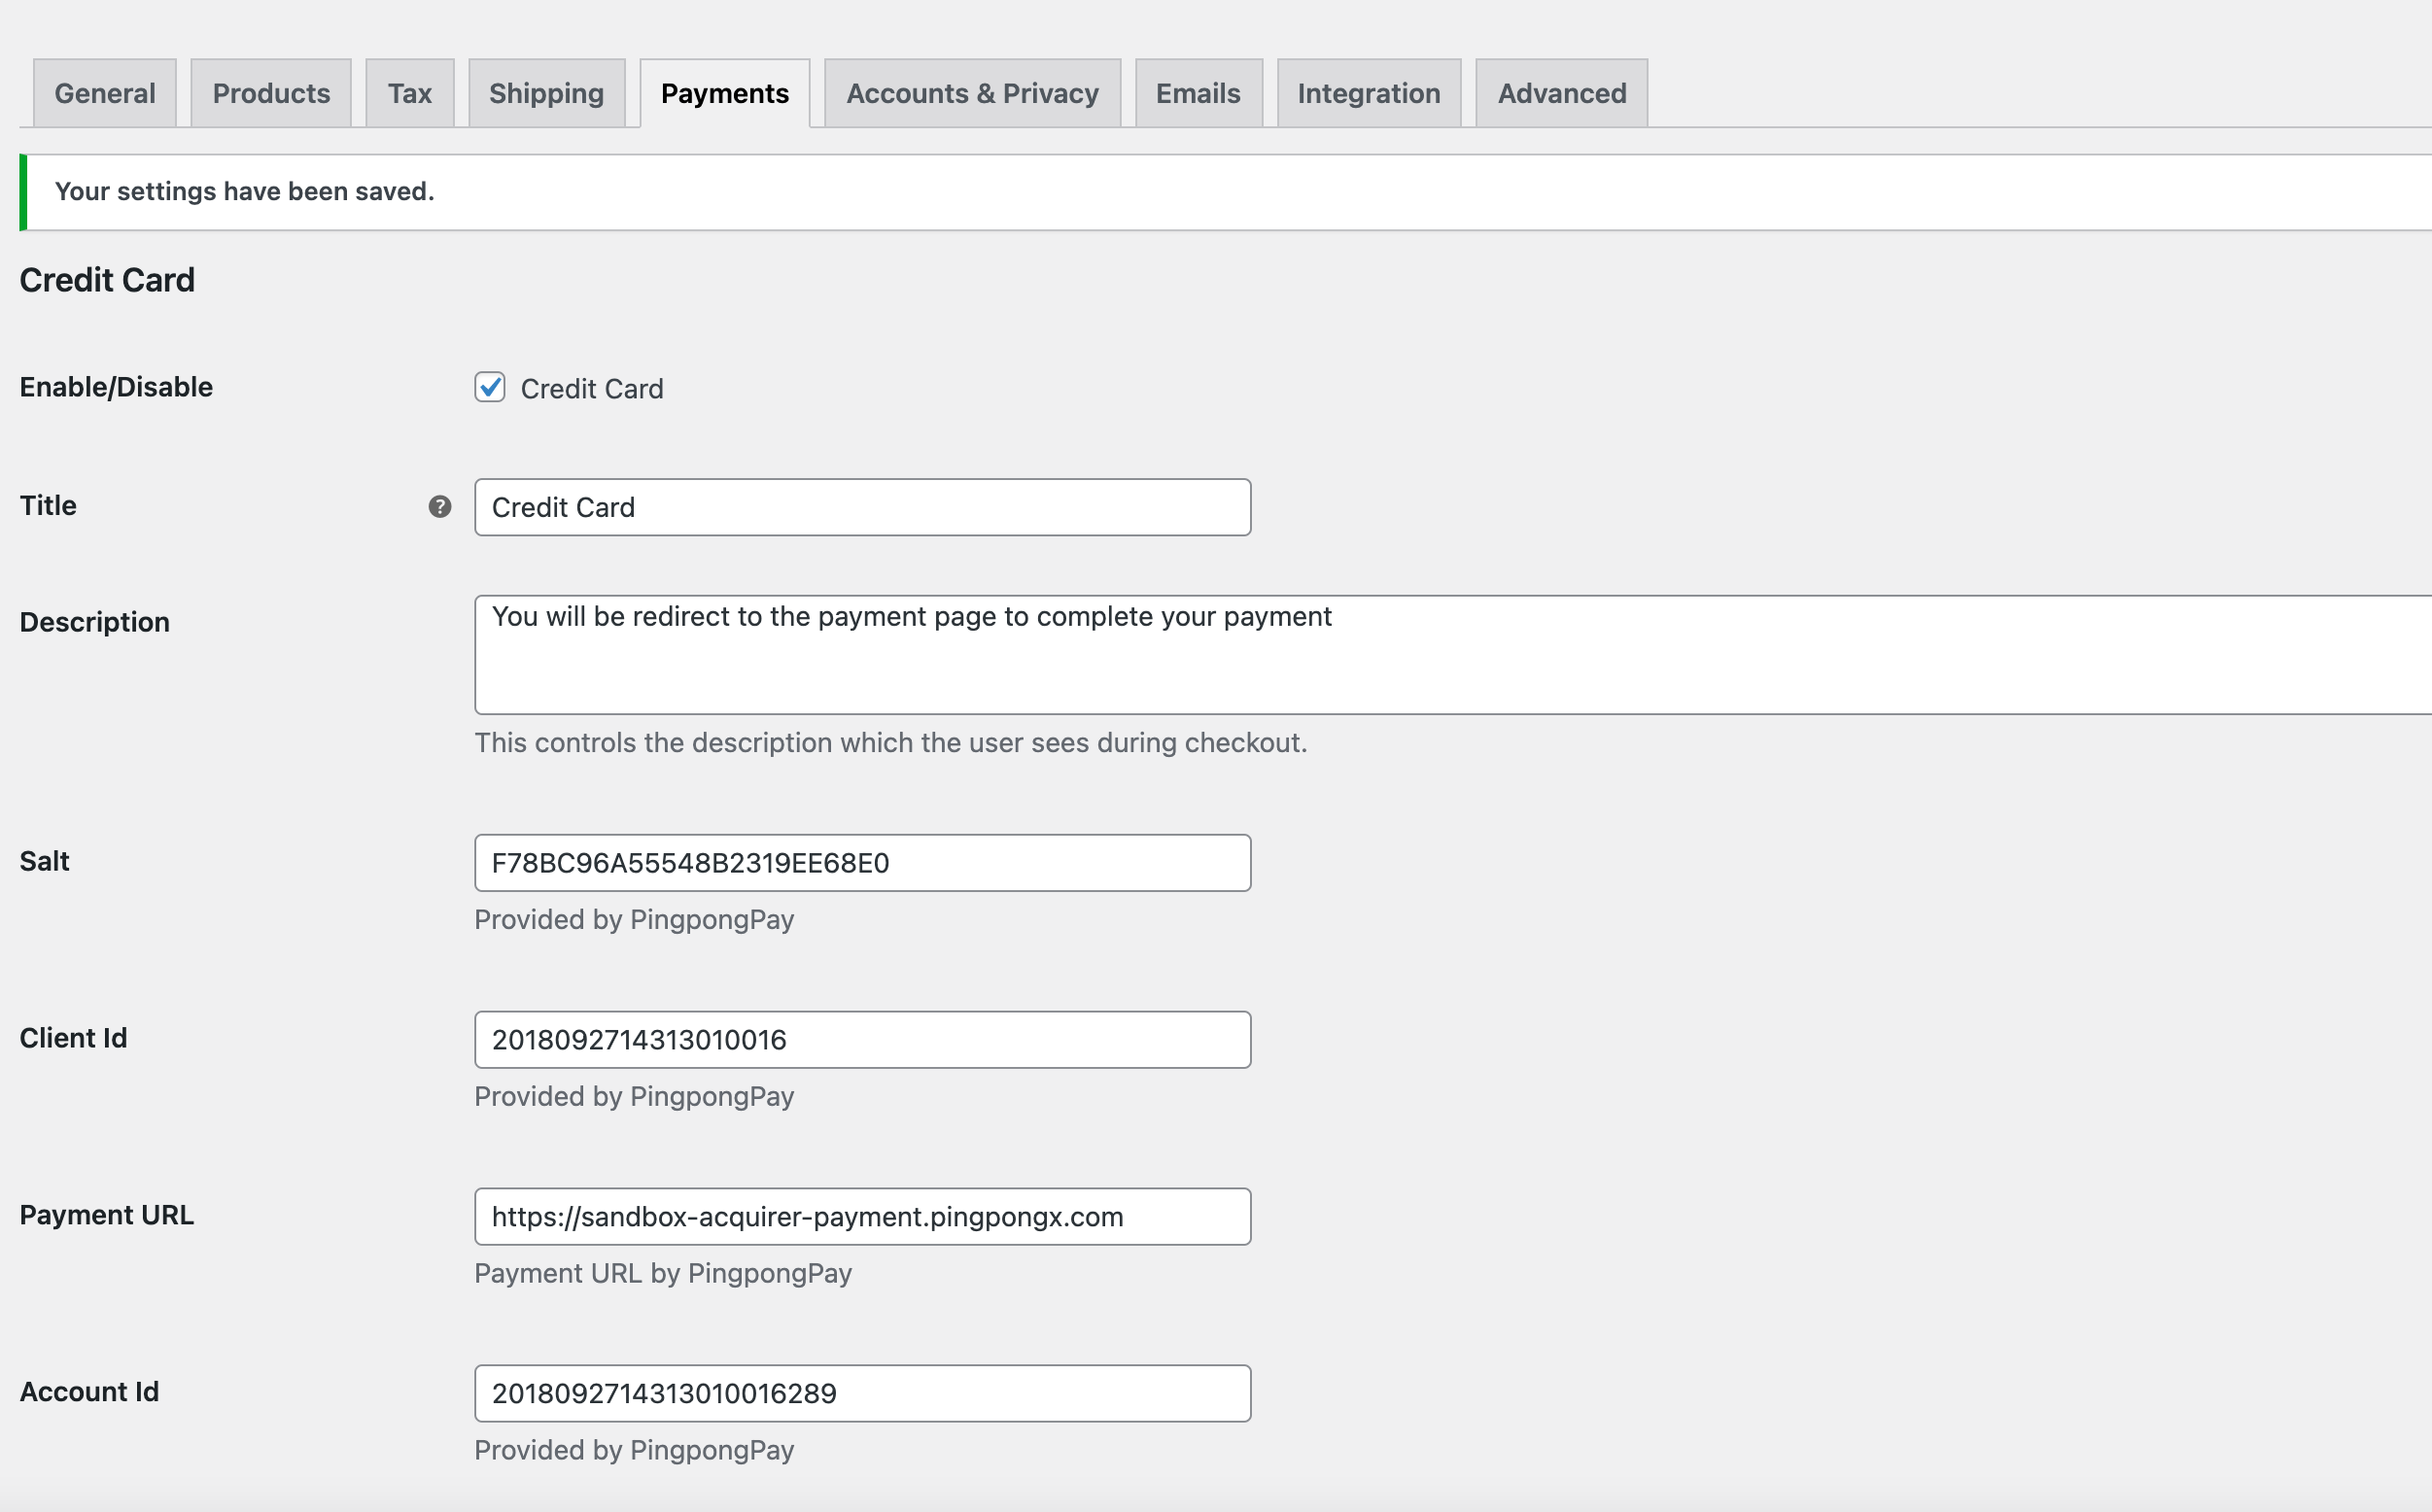 General Products Tax Shipping Payments Accounts & Privacy Emails Integration Advanced
Your settings have been saved.
Credit Card
Enable/Disable Credit Card
Title ? Credit Card
Description You will be redirect to the payment page to complete your payment
This controls the description which the user sees during checkout.
Salt F78BC96A55548B2319EE68E0
Provided by PingpongPay
Client Id 2018092714313010016
Provided by PingpongPay
Payment URL https://sandbox-acquirer-payment.pingpongx.com
Payment URL by PingpongPay
Account Id 2018092714313010016289
Provided by PingpongPay